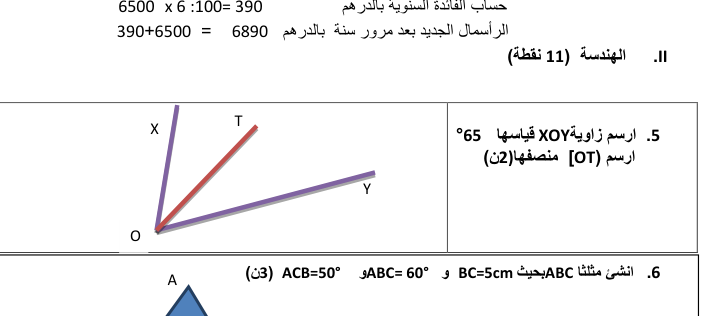 حساب الفائدة السنوية بالدرهم 6500 x 6 :100= 390
الرأسمال الجديد بعد مرور سنة بالدرهم 390+6500 = 6890
II. الهندسة (11 نقطة)
5. ارسم زاويةXOY قياسها 65°
ارسم [OT) منصفها(2ن)
X
T
Y
O
6. انشئ مثلثا ABCبحيث BC=5cm و ABC= 60° و ACB=50° (3ن)
A